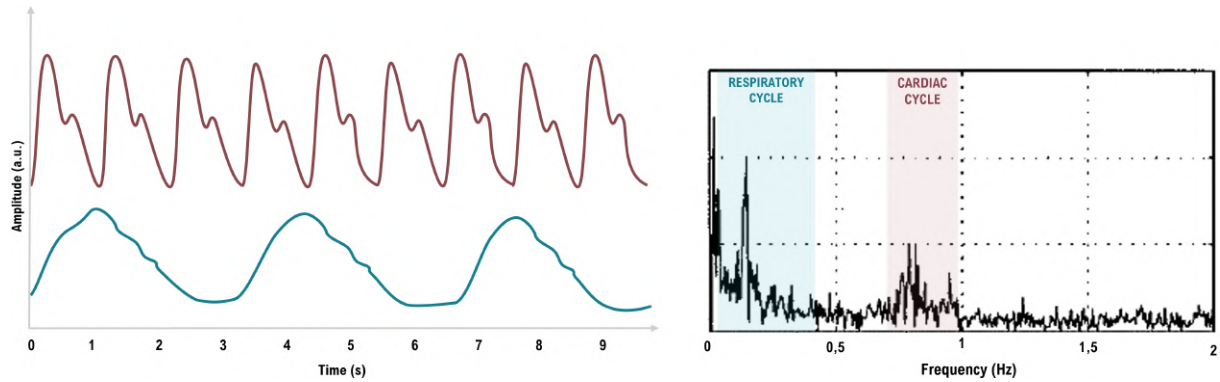 Amplitude (a.u.)
0 1 2 3 4 5 6 7 8 9
Time (s)
RESPIRATORY
CYCLE
CARDIAC
CYCLE
0 0,5 1 1,5 2
Frequency (Hz)